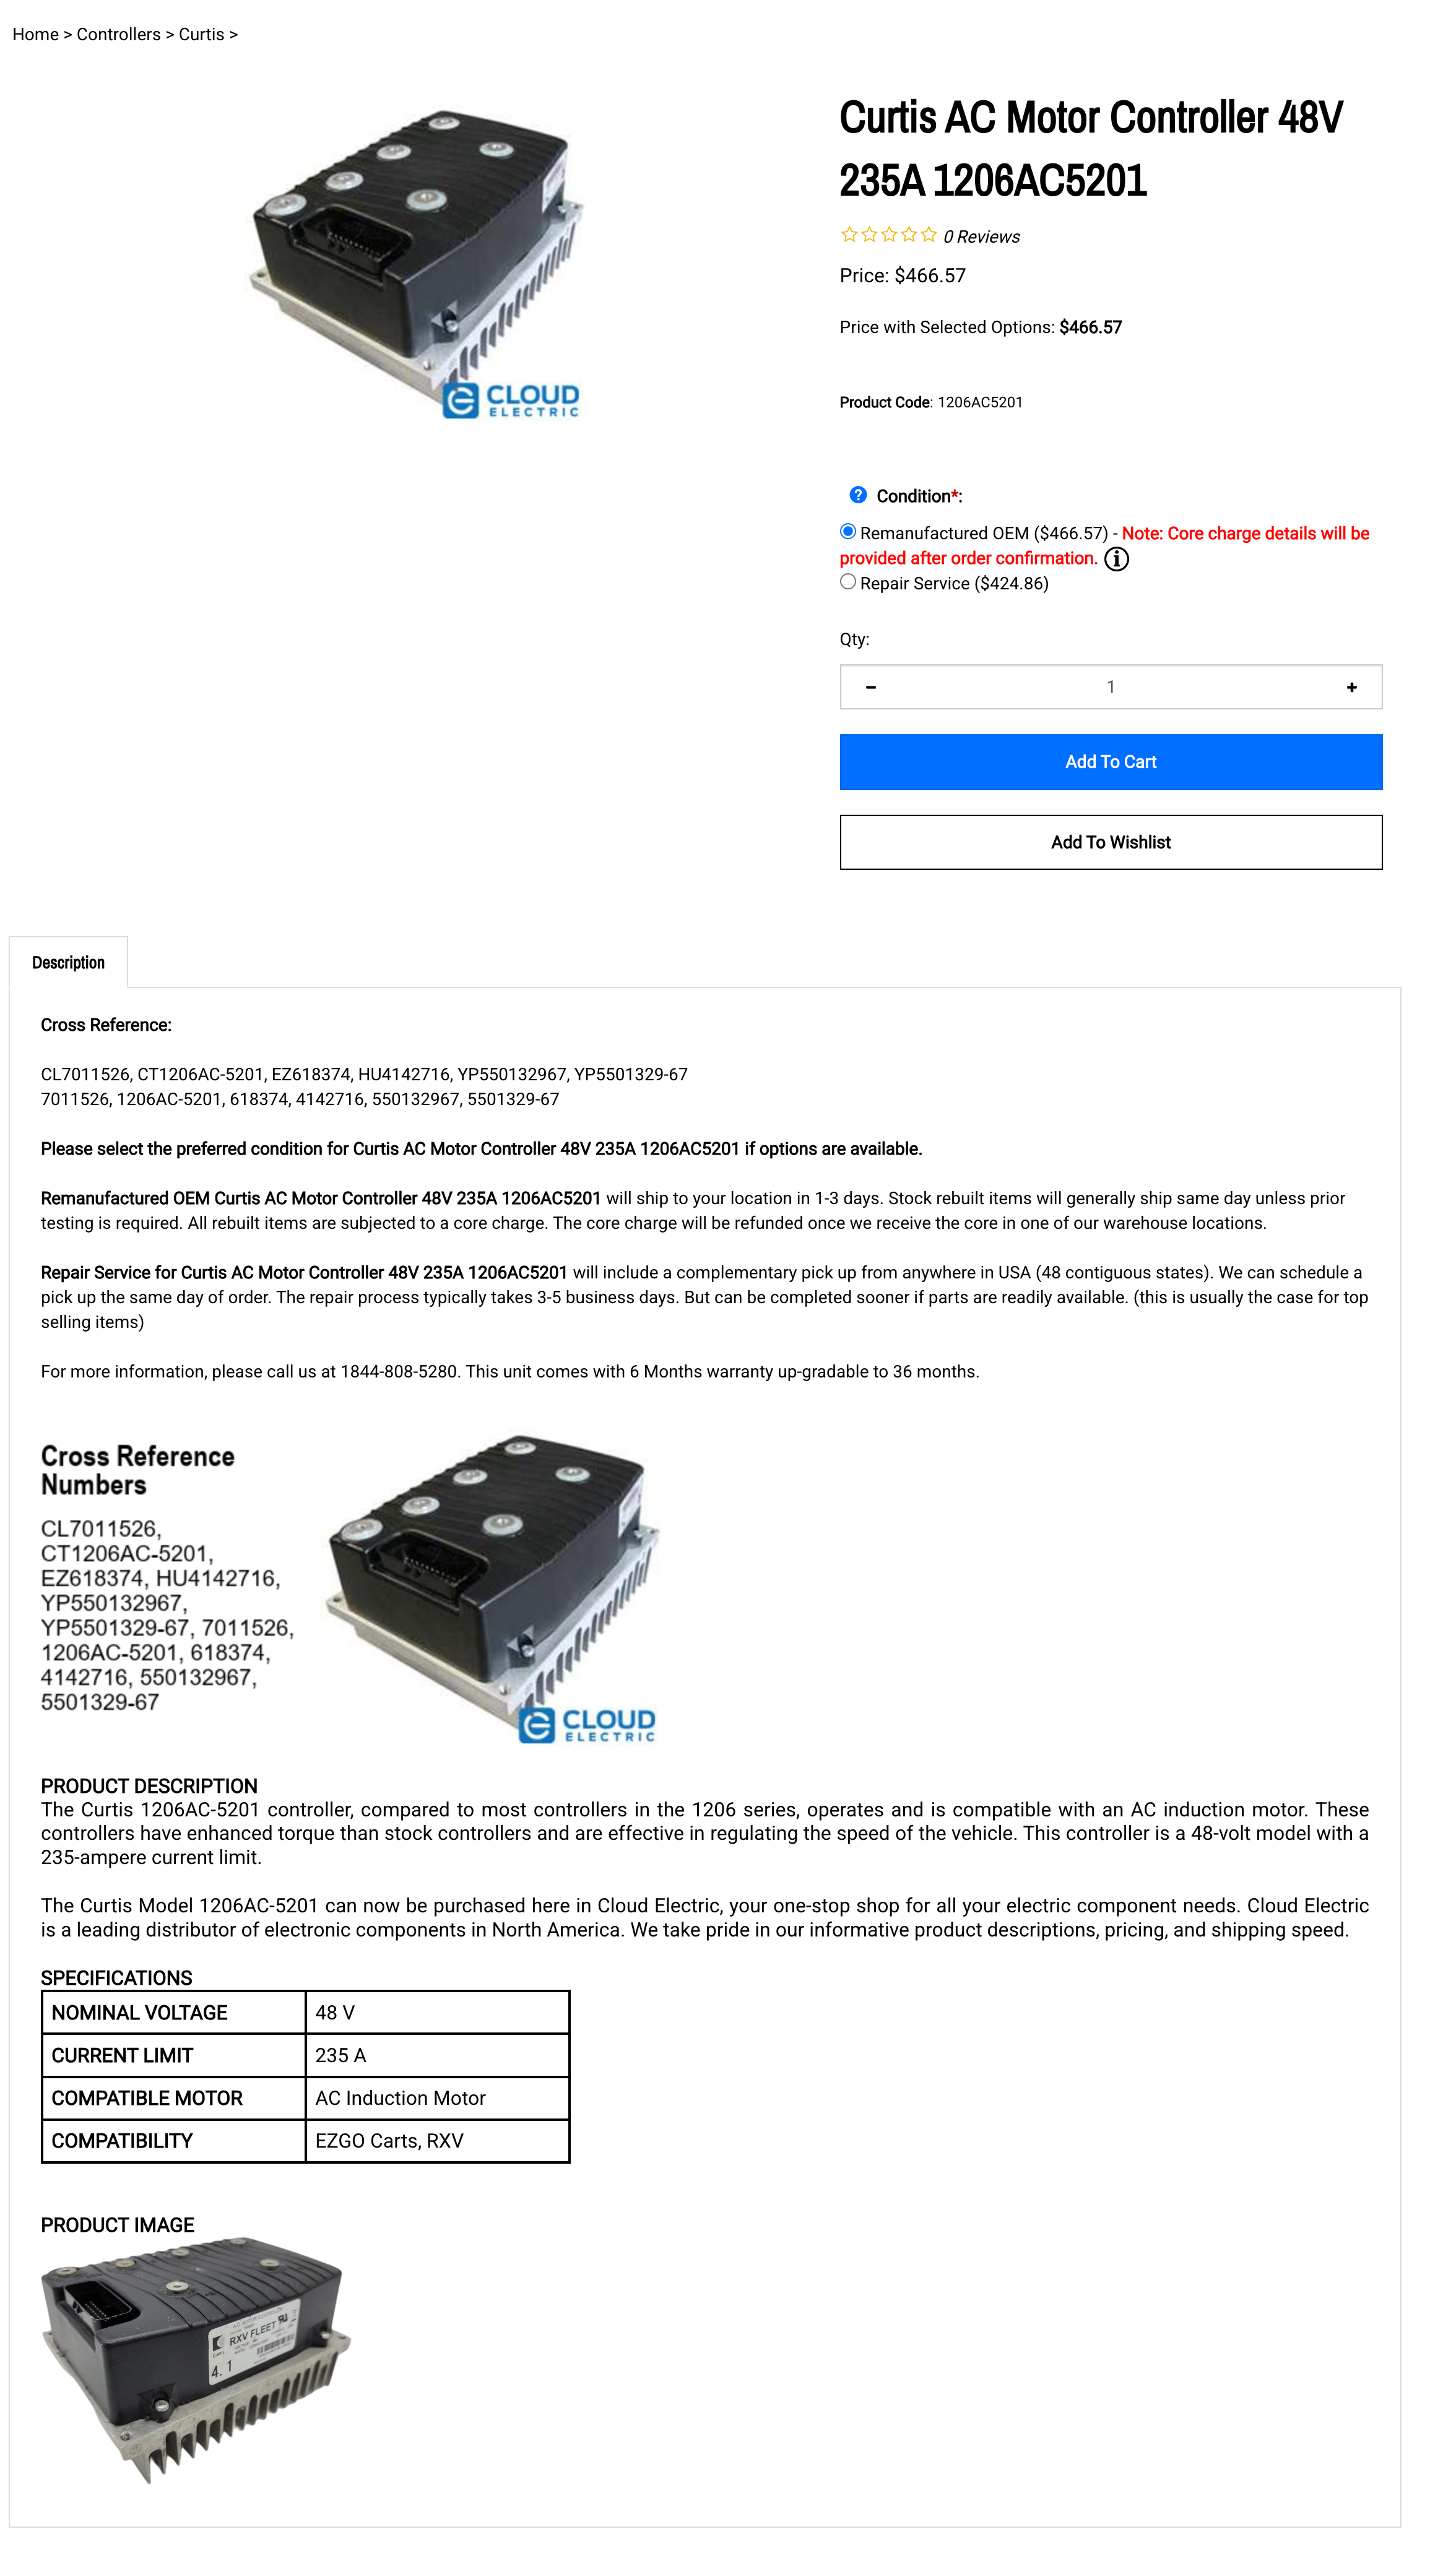 Home > Controllers > Curtis >
CLOUD
ELECTRIC
Curtis AC Motor Controller 48V
235A 1206AC5201
0 Reviews
Price: $466.57
Price with Selected Options: $466.57
Product Code: 1206AC5201
Condition*:
Remanufactured OEM ($466.57) - Note: Core charge details will be
provided after order confirmation.
Repair Service ($424.86)
Qty:
1
Add To Cart
Add To Wishlist
Description
Cross Reference:
CL7011526, CT1206AC-5201, EZ618374, HU4142716, YP550132967, YP5501329-67
7011526, 1206AC-5201, 618374, 4142716, 550132967, 5501329-67
Please select the preferred condition for Curtis AC Motor Controller 48V 235A 1206AC5201 if options are available.
Remanufactured OEM Curtis AC Motor Controller 48V 235A 1206AC5201 will ship to your location in 1-3 days. Stock rebuilt items will generally ship same day unless prior
testing is required. All rebuilt items are subjected to a core charge. The core charge will be refunded once we receive the core in one of our warehouse locations.
Repair Service for Curtis AC Motor Controller 48V 235A 1206AC5201 will include a complementary pick up from anywhere in USA (48 contiguous states). We can schedule a
pick up the same day of order. The repair process typically takes 3-5 business days. But can be completed sooner if parts are readily available. (this is usually the case for top
selling items)
For more information, please call us at 1844-808-5280. This unit comes with 6 Months warranty up-gradable to 36 months.
Cross Reference
Numbers
CL7011526,
CT1206AC-5201,
EZ618374, HU4142716,
YP550132967,
YP5501329-67, 7011526,
1206AC-5201, 618374,
4142716, 550132967,
5501329-67
CLOUD
ELECTRIC
PRODUCT DESCRIPTION
The Curtis 1206AC-5201 controller, compared to most controllers in the 1206 series, operates and is compatible with an AC induction motor. These
controllers have enhanced torque than stock controllers and are effective in regulating the speed of the vehicle. This controller is a 48-volt model with a
235-ampere current limit.
The Curtis Model 1206AC-5201 can now be purchased here in Cloud Electric, your one-stop shop for all your electric component needs. Cloud Electric
is a leading distributor of electronic components in North America. We take pride in our informative product descriptions, pricing, and shipping speed.
SPECIFICATIONS
NOMINAL VOLTAGE 48 V
CURRENT LIMIT 235 A
COMPATIBLE MOTOR AC Induction Motor
COMPATIBILITY EZGO Carts, RXV
PRODUCT IMAGE
RXV FLEET
4. 1